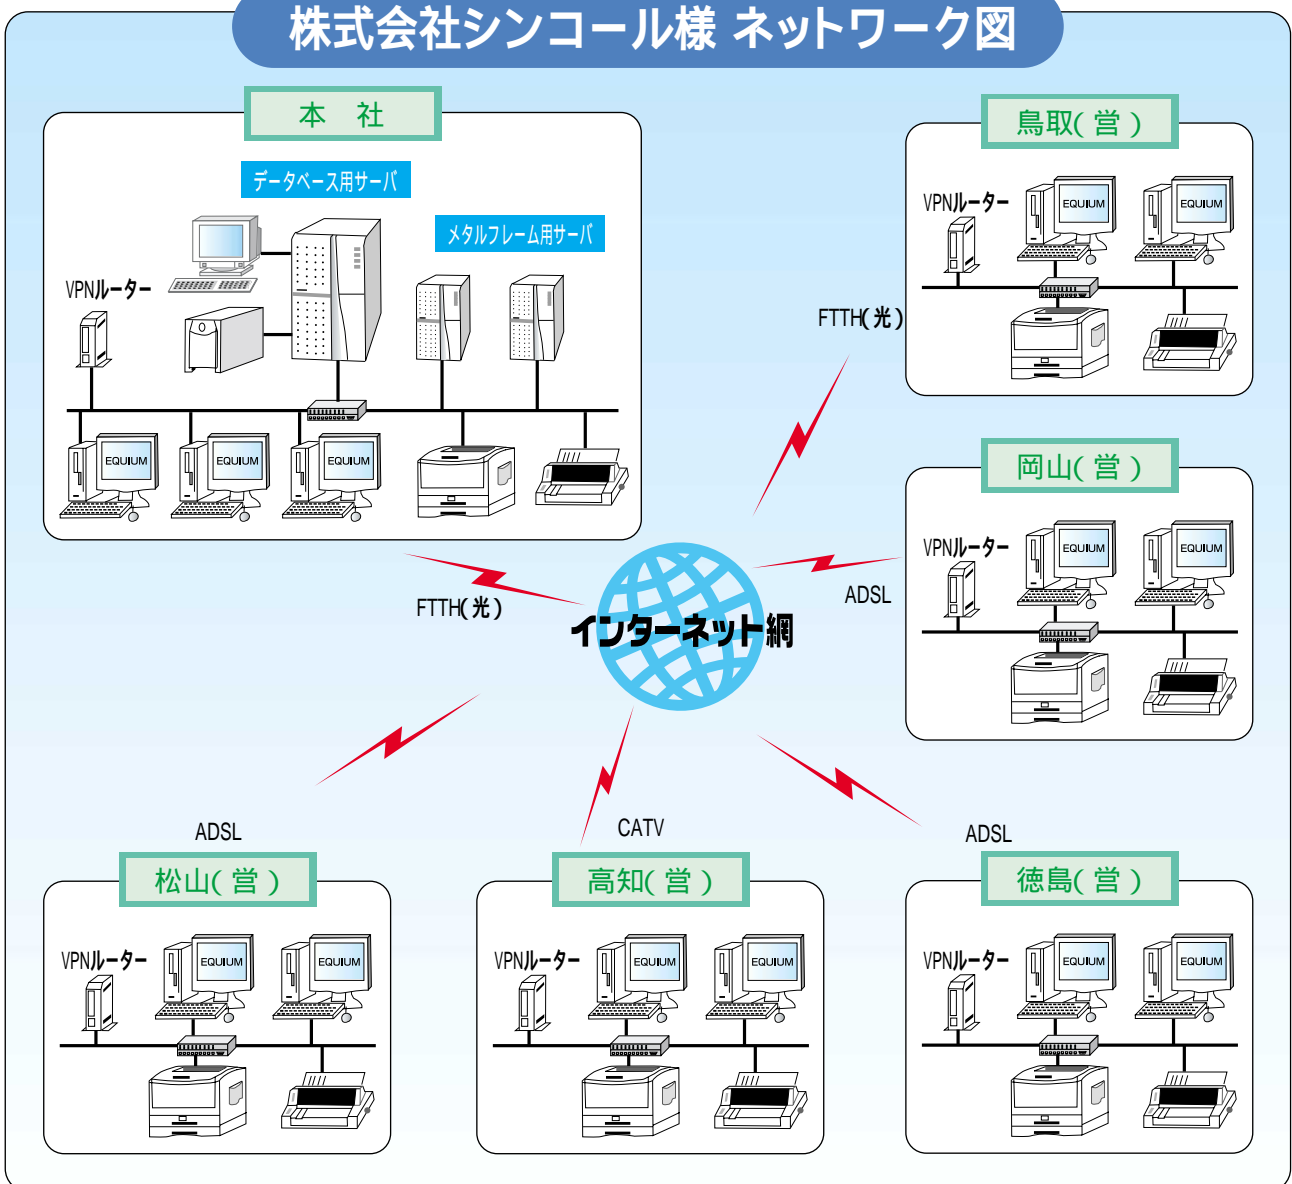 株式会社シンコール様 ネットワーク図
本 社
データベース用サーバ
メタルフレーム用サーバ
VPNルーター
EQUIUM
EQUIUM
EQUIUM
FTTH(光)
鳥取(営)
VPNルーター
EQUIUM
EQUIUM
FTTH(光)
岡山(営)
VPNルーター
EQUIUM
EQUIUM
ADSL
インターネット網
ADSL
松山(営)
VPNルーター
EQUIUM
EQUIUM
CATV
高知(営)
VPNルーター
EQUIUM
EQUIUM
ADSL
徳島(営)
VPNルーター
EQUIUM
EQUIUM